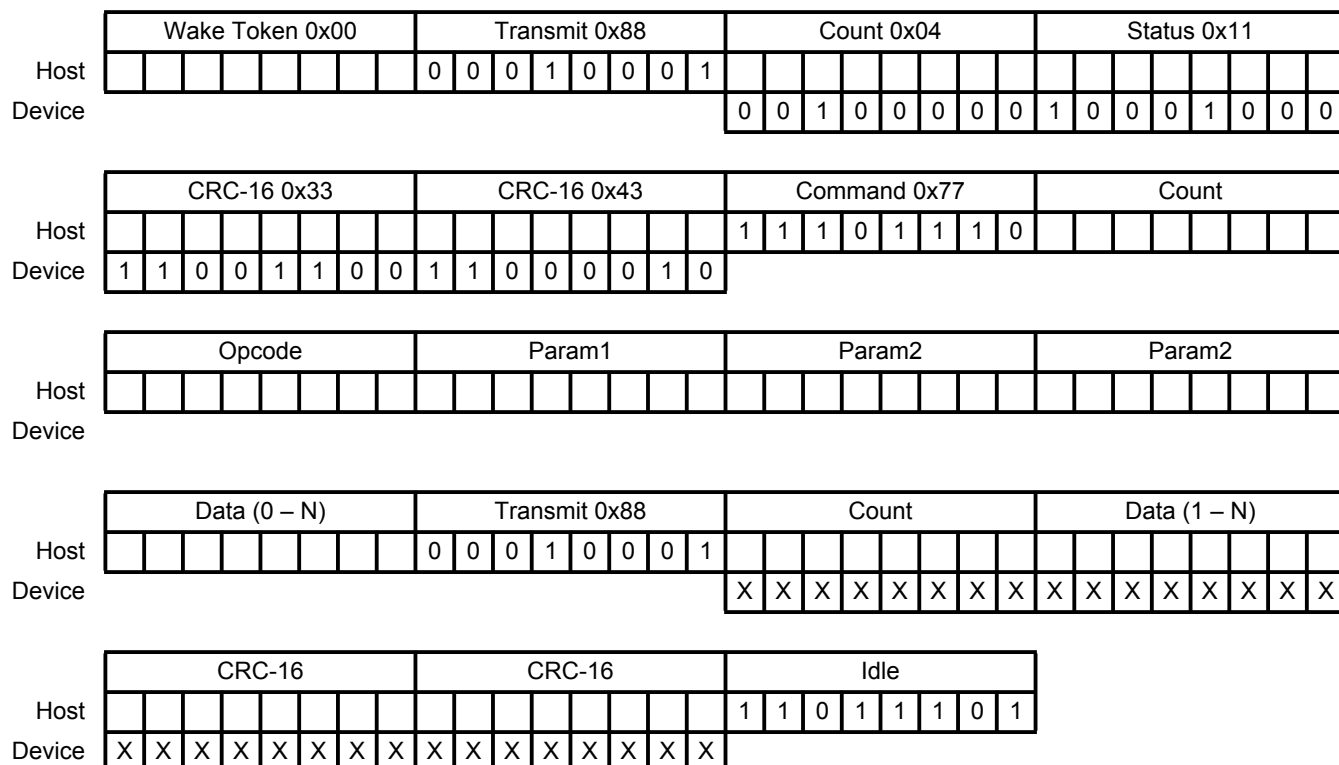 Wake Token 0x00 Transmit 0x88 Count 0x04 Status 0x11
Host 0 0 0 1 0 0 0 1
Device 0 0 1 0 0 0 0 0 1 0 0 0 1 0 0 0
CRC-16 0x33 CRC-16 0x43 Command 0x77 Count
Host 1 1 1 0 1 1 1 0
Device 1 1 0 0 1 1 0 0 1 1 0 0 0 0 1 0
Opcode Param1 Param2 Param2
Host
Device
Data (0 – N) Transmit 0x88 Count Data (1 – N)
Host 0 0 0 1 0 0 0 1
Device X X X X X X X X X X X X X X X X
CRC-16 CRC-16 Idle
Host 1 1 0 1 1 1 0 1
Device X X X X X X X X X X X X X X X X